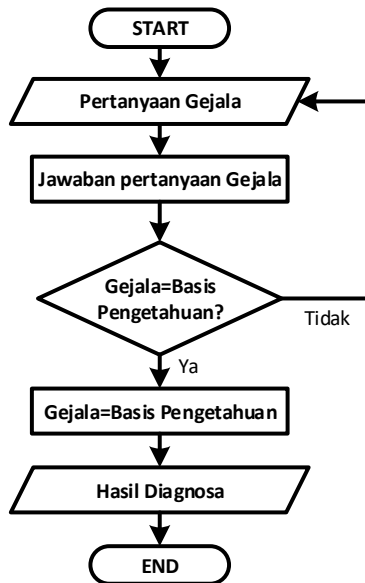 START
Pertanyaan Gejala
Jawaban pertanyaan Gejala
Gejala=Basis
Pengetahuan?
Tidak
Ya
Gejala=Basis Pengetahuan
Hasil Diagnosa
END